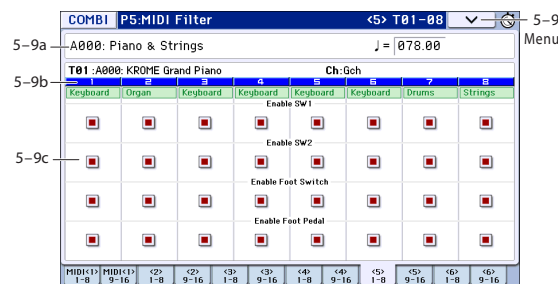 COMBI P5:MIDI Filter <5> T01-08
5–9
Menu
5–9a
A000: Piano & Strings ♩= 078.00
T01 :A000: KROME Grand Piano Ch:Gch
5–9b
1 2 3 4 5 6 7 8
Keyboard Organ Keyboard Keyboard Keyboard Keyboard Drums Strings
Enable SW1
Enable SW2
5–9c
Enable Foot Switch
Enable Foot Pedal
MIDI<1> 1-8 MIDI<1> 9-16 <2> 1-8 <2> 9-16 <3> 1-8 <3> 9-16 <4> 1-8 <4> 9-16 <5> 1-8 <5> 9-16 <6> 1-8 <6> 9-16